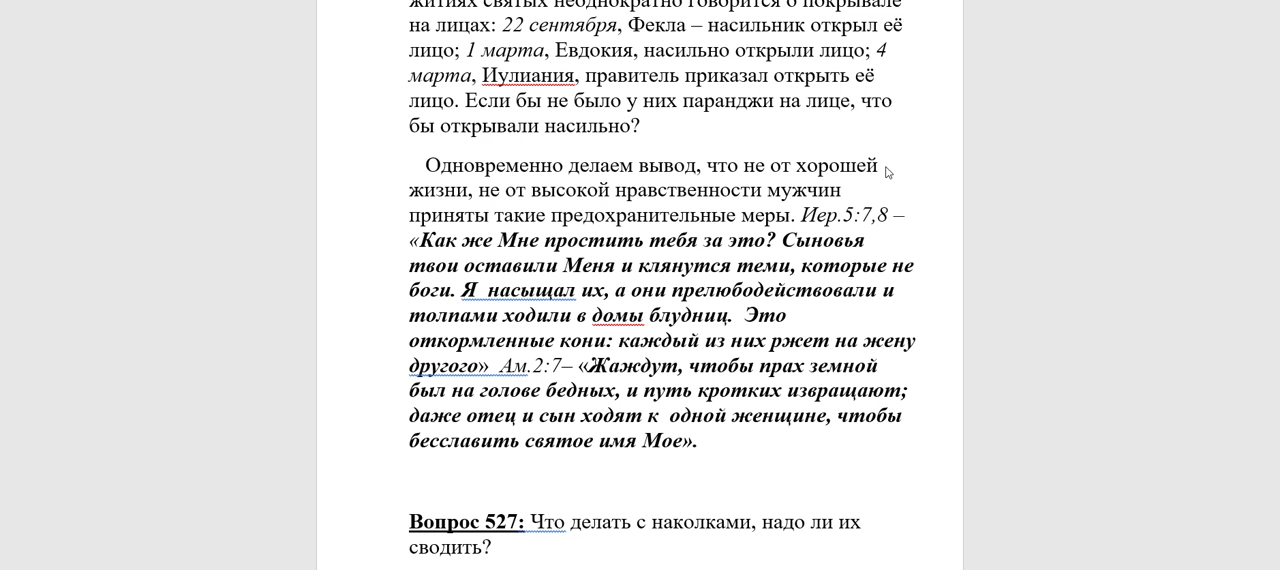 житиях святых неоднократно говорится о покрывале
на лицах: 22 сентября, Фекла – насильник открыл её
лицо; 1 марта, Евдокия, насильно открыли лицо; 4
марта, Иулиания, правитель приказал открыть её
лицо. Если бы не было у них паранджи на лице, что
бы открывали насильно?
Одновременно делаем вывод, что не от хорошей
жизни, не от высокой нравственности мужчин
приняты такие предохранительные меры. Иер.5:7,8 –
«Как же Мне простить тебя за это? Сыновья
твои оставили Меня и клянутся теми, которые не
боги. Я  насыщал их, а они прелюбодействовали и
толпами ходили в домы блудниц.  Это
откормленные кони: каждый из них ржет на жену
другого»  Ам.2:7– «Жаждут, чтобы прах земной
был на голове бедных, и путь кротких извращают;
даже отец и сын ходят к  одной женщине, чтобы
бесславить святое имя Мое».
Вопрос 527: Что делать с наколками, надо ли их
сводить?